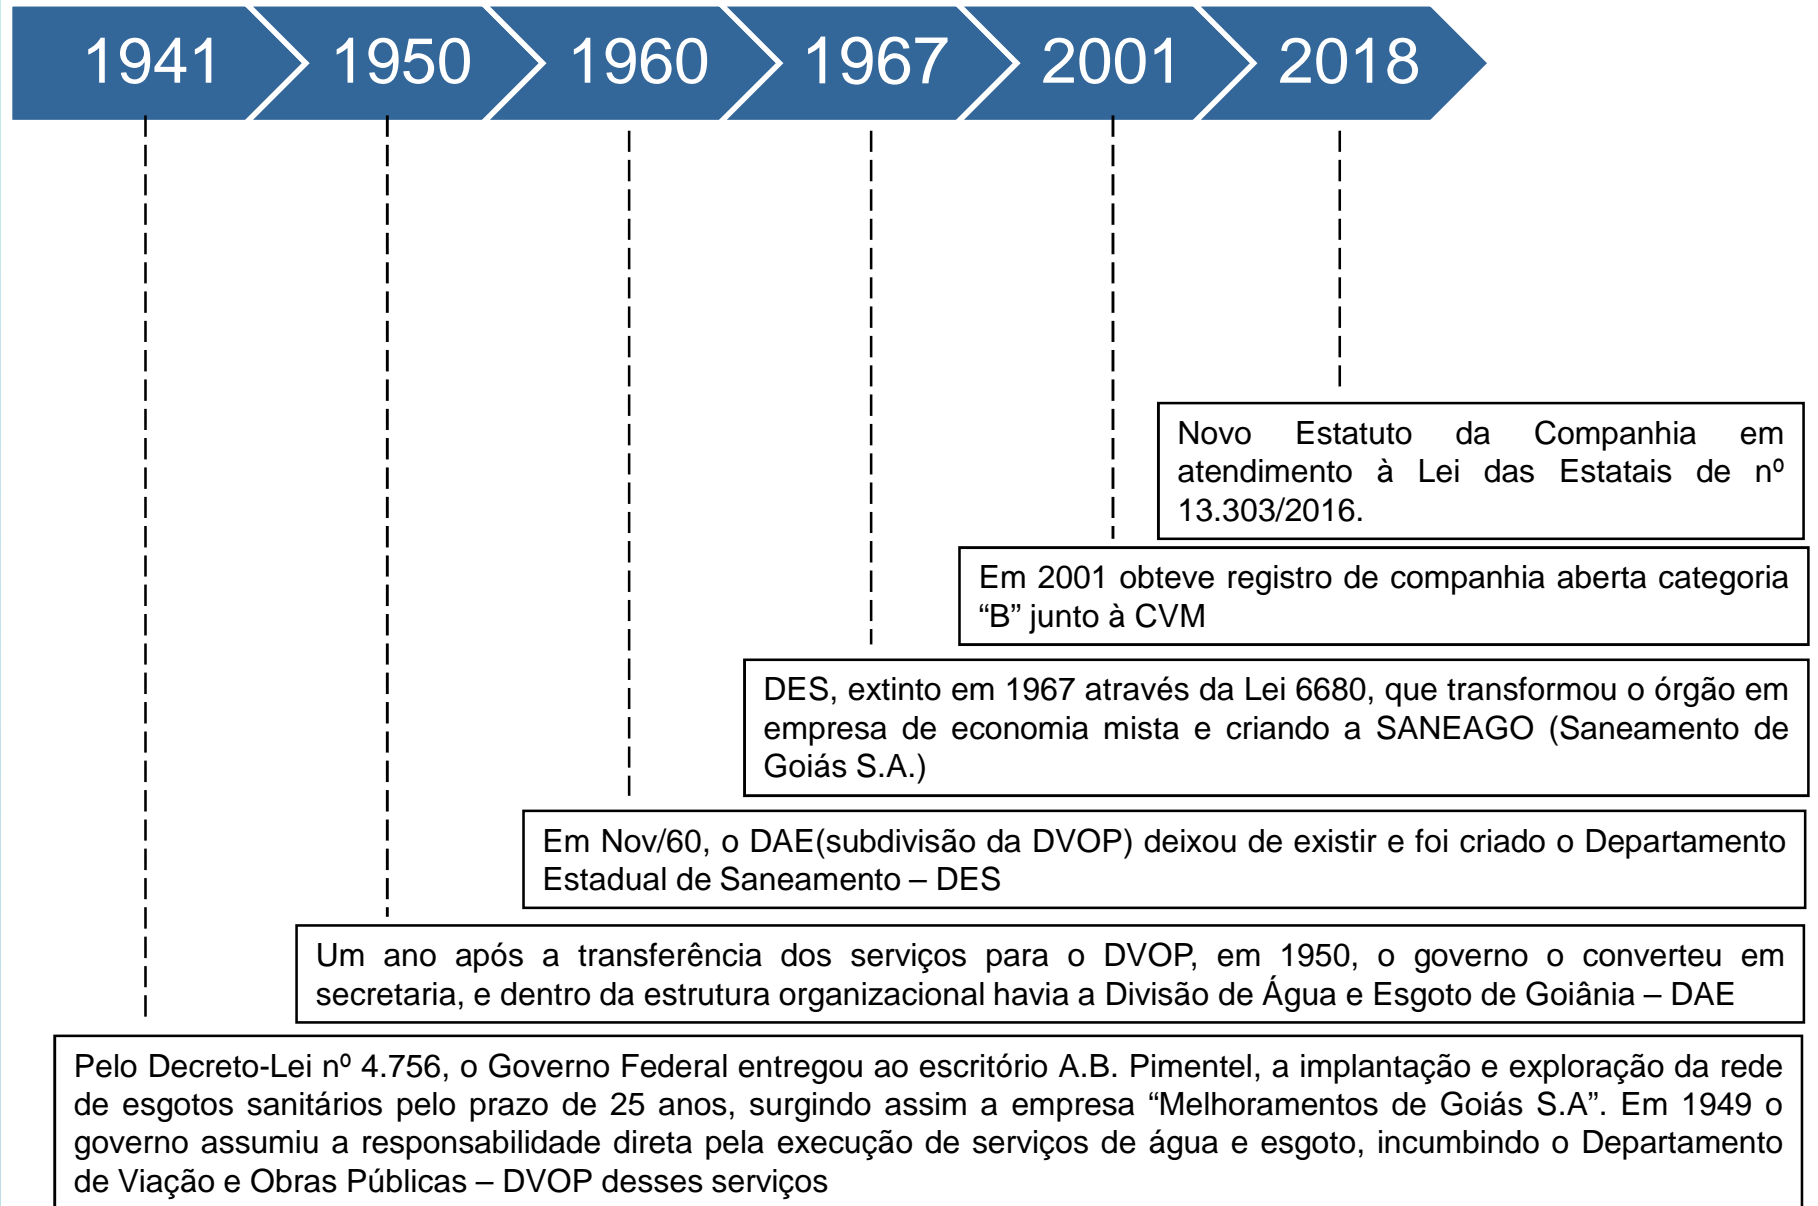 1941 1950 1960 1967 2001 2018
Novo Estatuto da Companhia em
atendimento à Lei das Estatais de nº
13.303/2016.
Em 2001 obteve registro de companhia aberta categoria
“B” junto à CVM
DES, extinto em 1967 através da Lei 6680, que transformou o órgão em
empresa de economia mista e criando a SANEAGO (Saneamento de
Goiás S.A.)
Em Nov/60, o DAE(subdivisão da DVOP) deixou de existir e foi criado o Departamento
Estadual de Saneamento – DES
Um ano após a transferência dos serviços para o DVOP, em 1950, o governo o converteu em
secretaria, e dentro da estrutura organizacional havia a Divisão de Água e Esgoto de Goiânia – DAE
Pelo Decreto-Lei nº 4.756, o Governo Federal entregou ao escritório A.B. Pimentel, a implantação e exploração da rede
de esgotos sanitários pelo prazo de 25 anos, surgindo assim a empresa “Melhoramentos de Goiás S.A”. Em 1949 o
governo assumiu a responsabilidade direta pela execução de serviços de água e esgoto, incumbindo o Departamento
de Viação e Obras Públicas – DVOP desses serviços